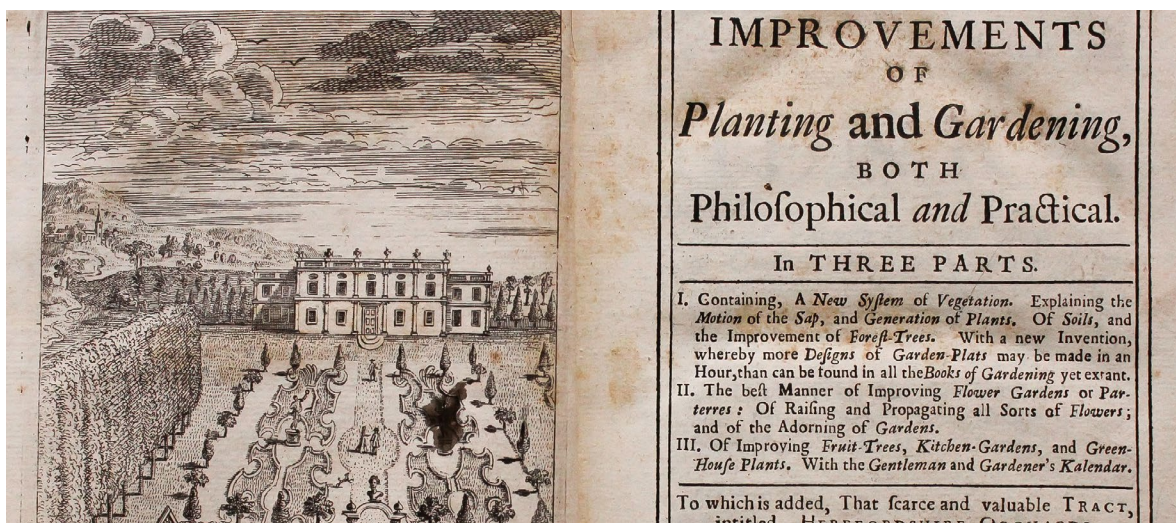 IMPROVEMENTS
OF
Planting and Gardening,
BOTH
Philoſophical and Practical.
In THREE PARTS.
I. Containing, A New Syſtem of Vegetation. Explaining the
Motion of the Sap, and Generation of Plants. Of Soils, and
the Improvement of Foreſt-Trees. With a new Invention,
whereby more Deſigns of Garden-Plats may be made in an
Hour, than can be found in all the Books of Gardening yet extant.
II. The beſt Manner of Improving Flower Gardens or Par-
terres: Of Raiſing and Propagating all Sorts of Flowers;
and of the Adorning of Gardens.
III. Of Improving Fruit-Trees, Kitchen-Gardens, and Green-
Houſe Plants. With the Gentleman and Gardener's Kalendar.
To which is added, That ſcarce and valuable TRACT,
intitled, HEREFORDSHIRE